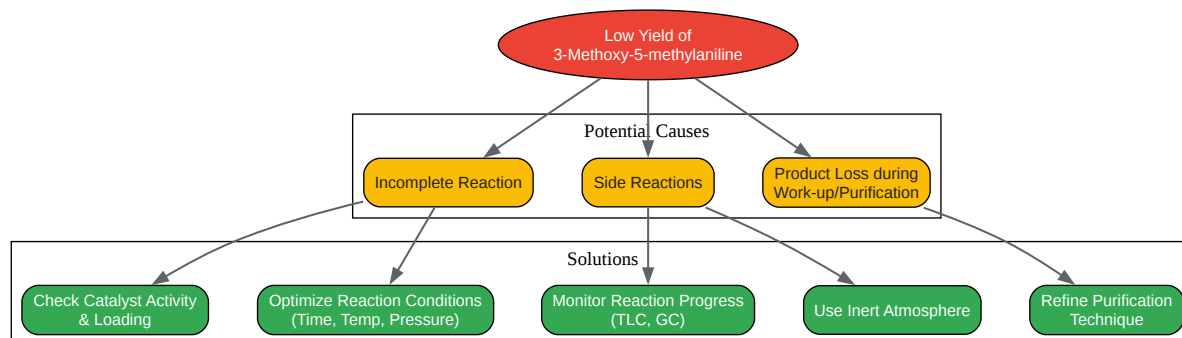 Low Yield of
3-Methoxy-5-methylaniline
Potential Causes
Incomplete Reaction
Side Reactions
Product Loss during
Work-up/Purification
Solutions
Check Catalyst Activity
& Loading
Optimize Reaction Conditions
(Time, Temp, Pressure)
Monitor Reaction Progress
(TLC, GC)
Use Inert Atmosphere
Refine Purification
Technique